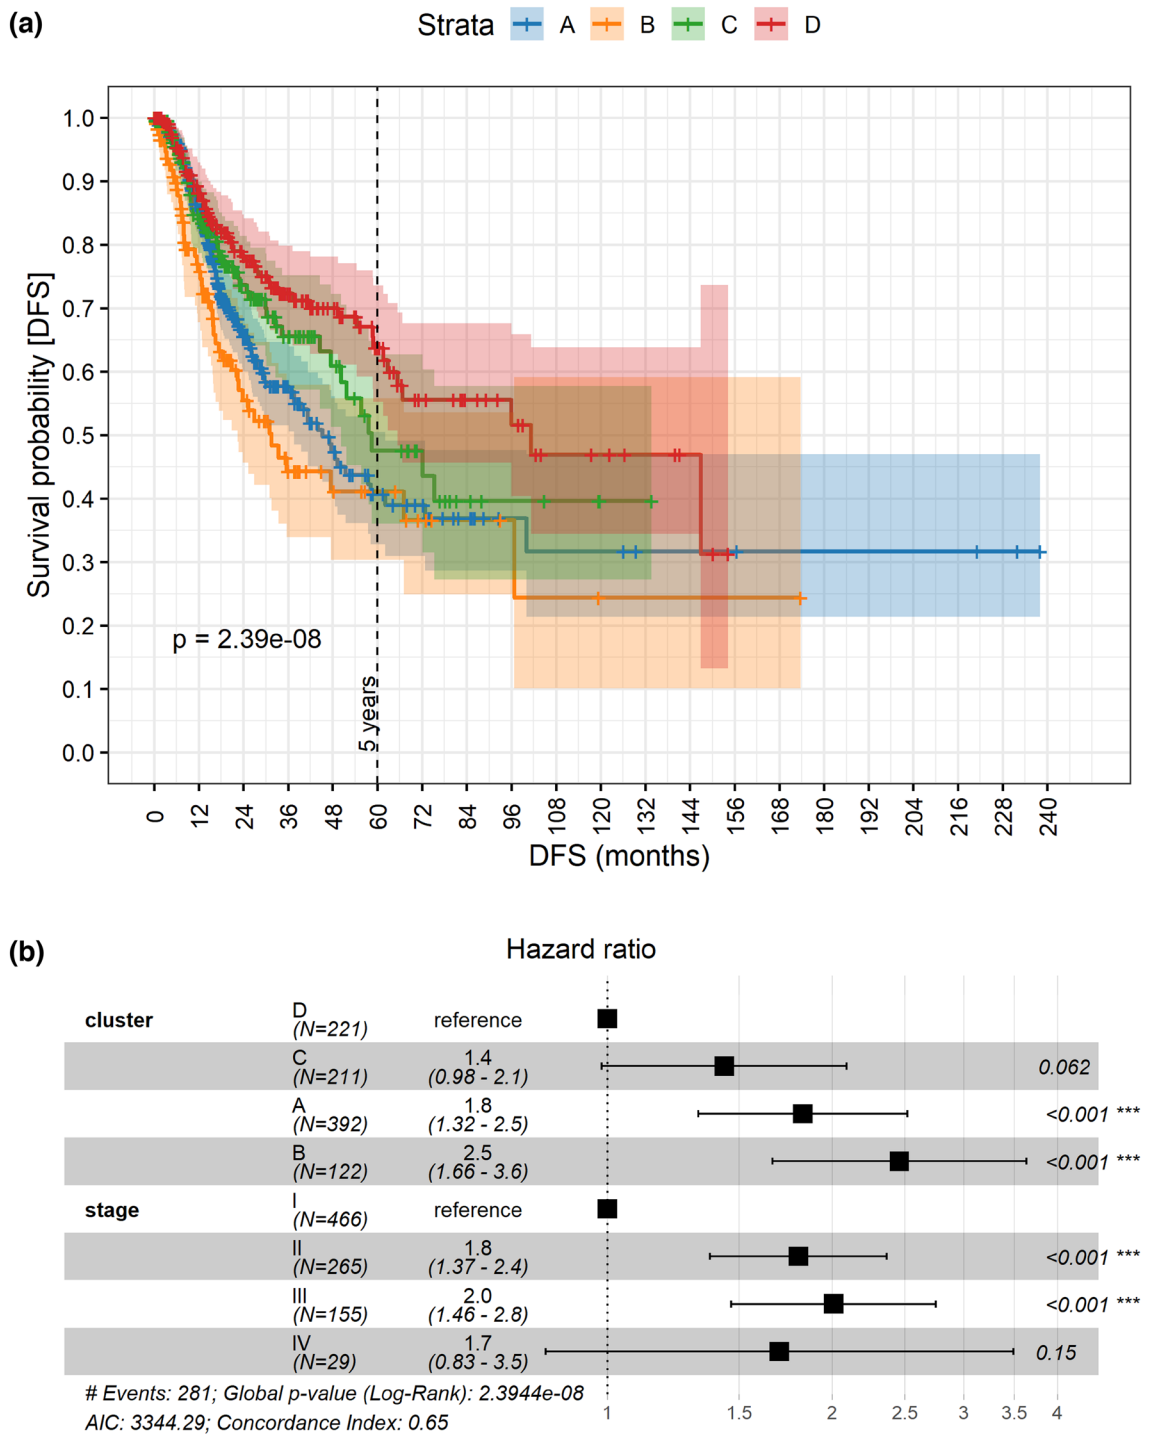 (a)
Strata A B C D
Survival probability [DFS]
1.0
0.9
0.8
0.7
0.6
0.5
0.4
0.3
0.2
0.1
0.0
p = 2.39e-08
5 years
0 12 24 36 48 60 72 84 96 108 120 132 144 156 168 180 192 204 216 228 240
DFS (months)
(b)
Hazard ratio
cluster D reference
(N=221)
C 1.4 0.062
(N=211) (0.98 - 2.1)
A 1.8 <0.001 ***
(N=392) (1.32 - 2.5)
B 2.5 <0.001 ***
(N=122) (1.66 - 3.6)
stage I reference
(N=466)
II 1.8 <0.001 ***
(N=265) (1.37 - 2.4)
III 2.0 <0.001 ***
(N=155) (1.46 - 2.8)
IV 1.7 0.15
(N=29) (0.83 - 3.5)
# Events: 281; Global p-value (Log-Rank): 2.3944e-08
AIC: 3344.29; Concordance Index: 0.65
1 1.5 2 2.5 3 3.5 4